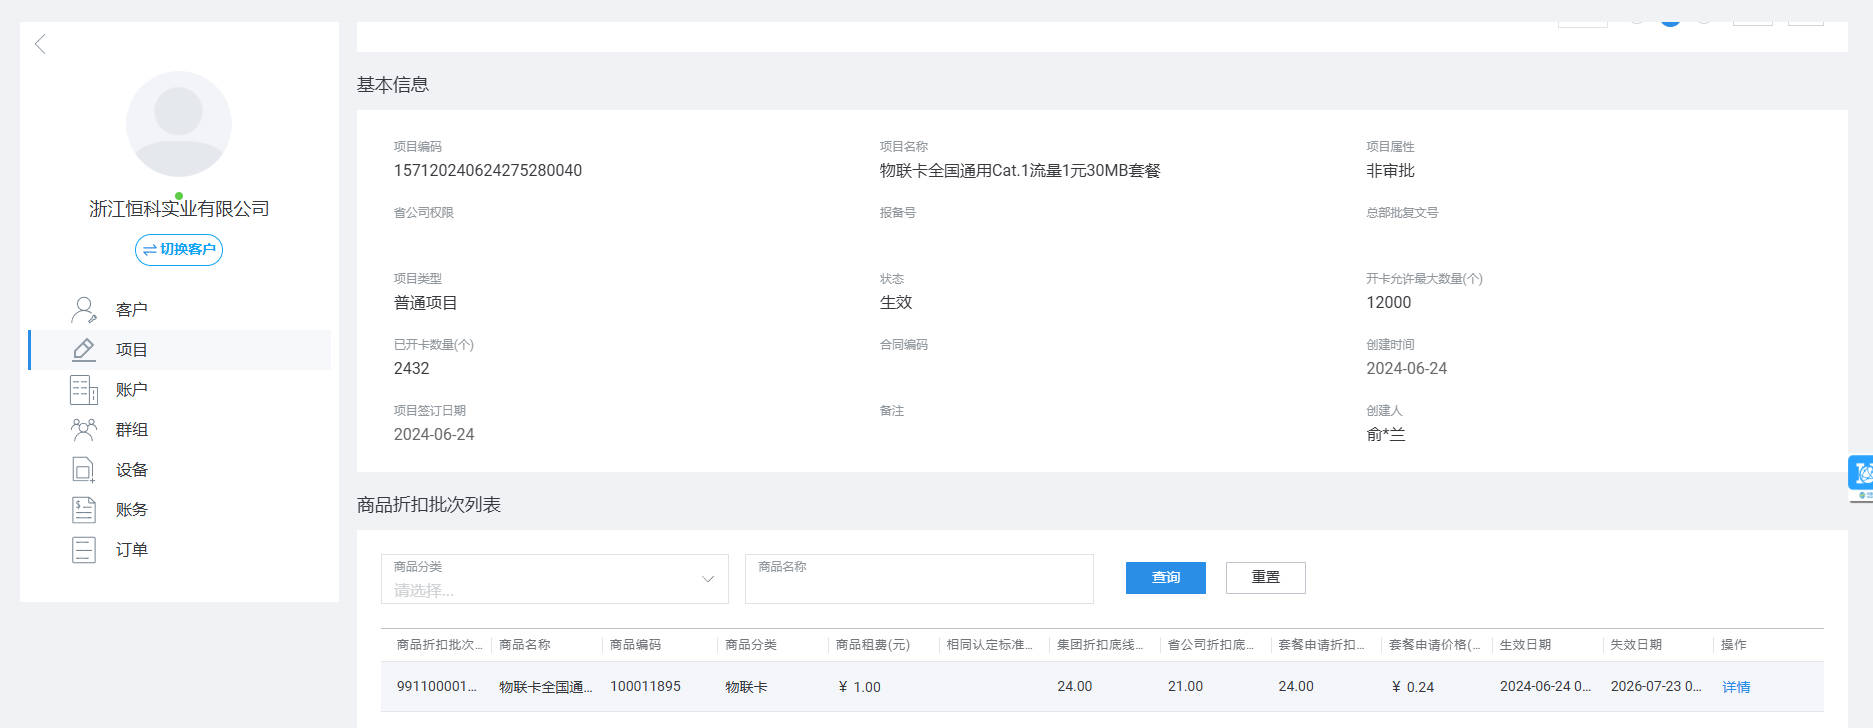 浙江恒科实业有限公司
切换客户
客户
项目
账户
群组
设备
账务
订单
基本信息
项目编码 项目名称 项目属性
157120240624275280040 物联卡全国通用Cat.1流量1元30MB套餐 非审批
省公司权限 报备号 总部批复文号
项目类型 状态 开卡允许最大数量(个)
普通项目 生效 12000
已开卡数量(个) 合同编码 创建时间
2432 2024-06-24
项目签订日期 备注 创建人
2024-06-24 俞*兰
商品折扣批次列表
商品分类 商品名称
请选择... 查询 重置
商品折扣批次... 商品名称 商品编码 商品分类 商品租费(元) 相同认定标准... 集团折扣底线... 省公司折扣底... 套餐申请折扣... 套餐申请价格(... 生效日期 失效日期 操作
991100001... 物联卡全国通... 100011895 物联卡 ¥ 1.00 24.00 21.00 24.00 ¥ 0.24 2024-06-24 0... 2026-07-23 0... 详情